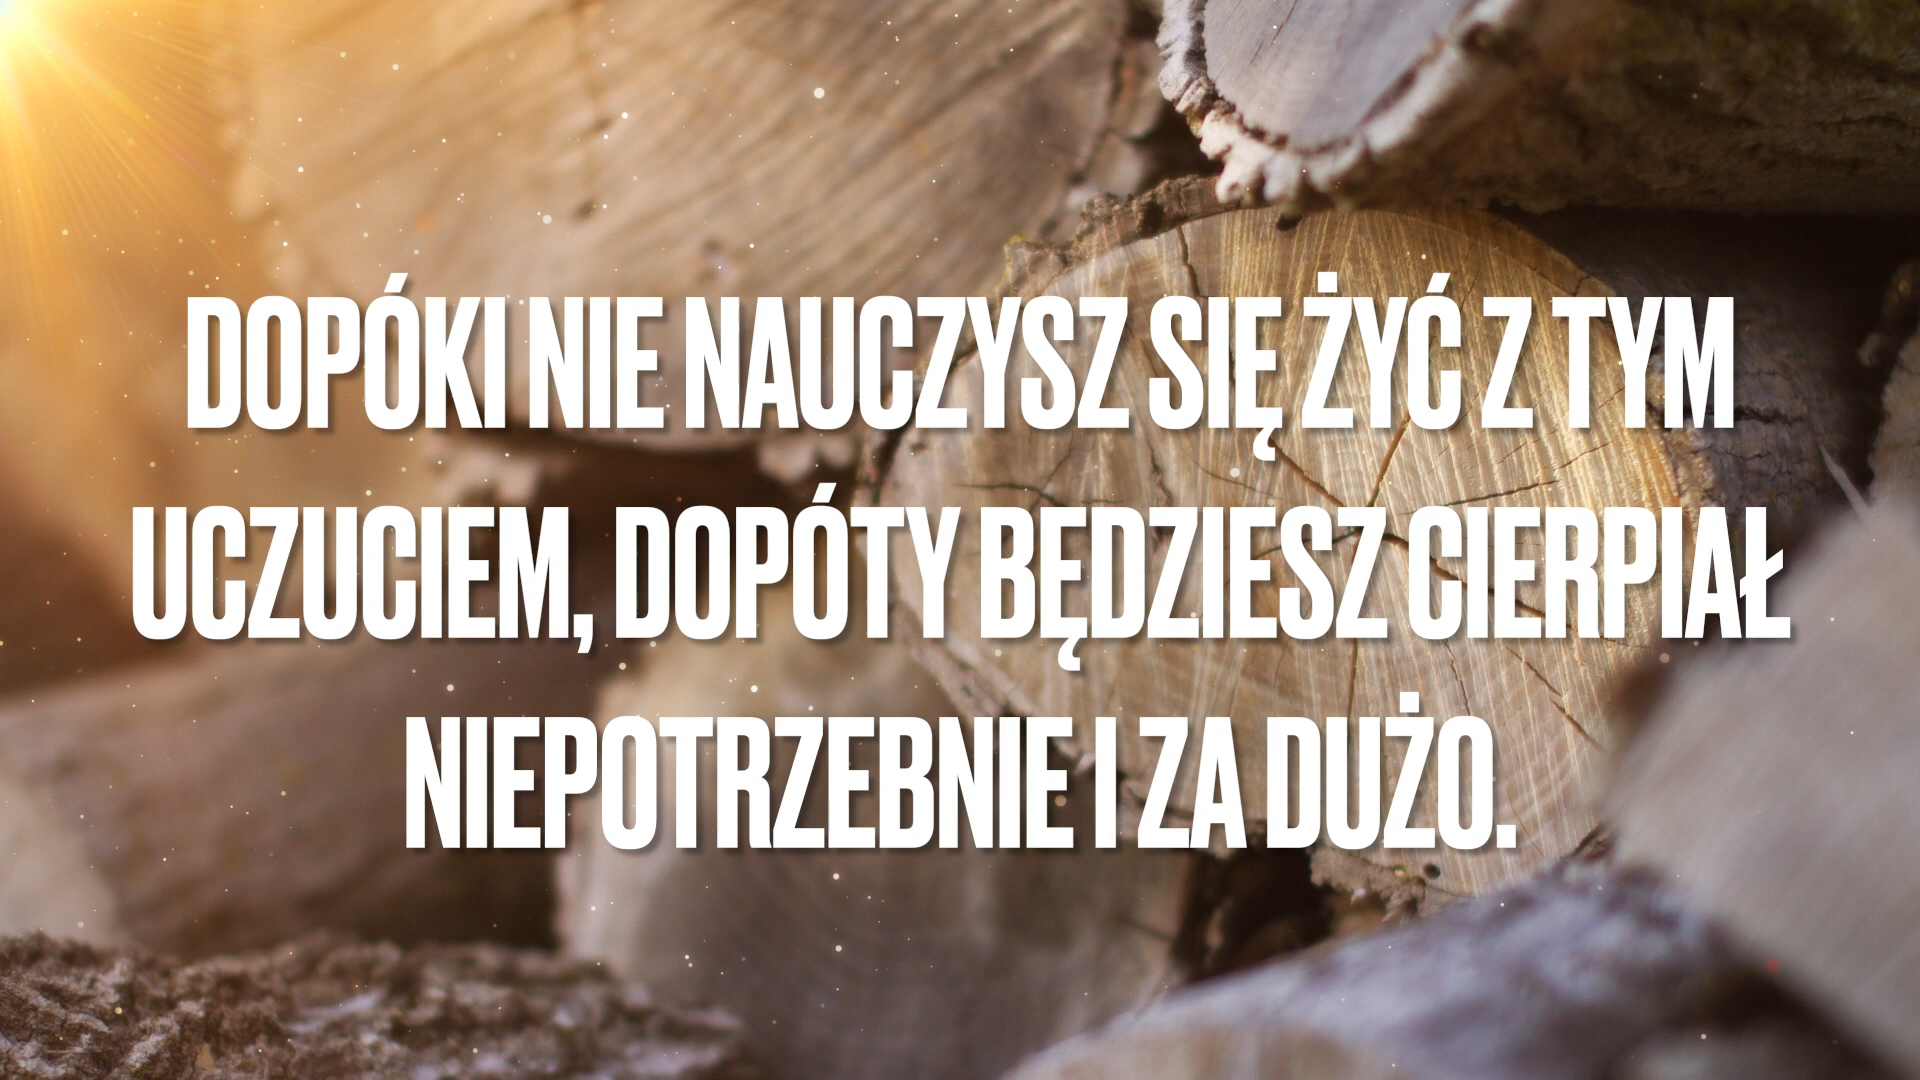 DOPÓKI NIE NAUCZYSZ SIĘ ŻYĆ Z TYM
UCZUCIEM, DOPÓTY BĘDZIESZ CIERPIAŁ
NIEPOTRZEBNIE I ZA DUŻO.